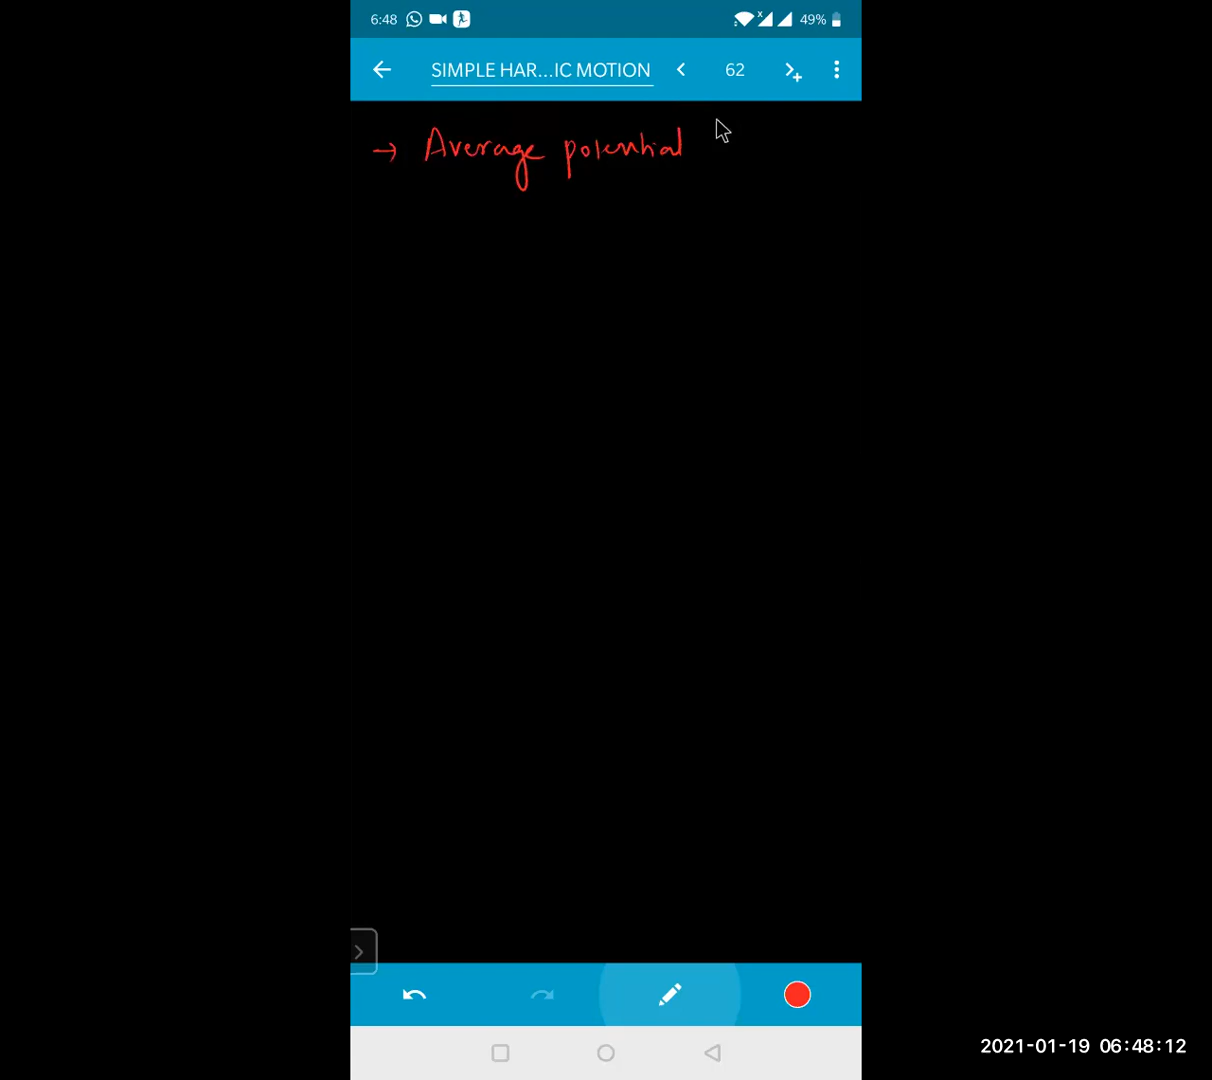 6:48 49%
SIMPLE HAR...IC MOTION 62
→ Average potential
2021-01-19 06:48:12